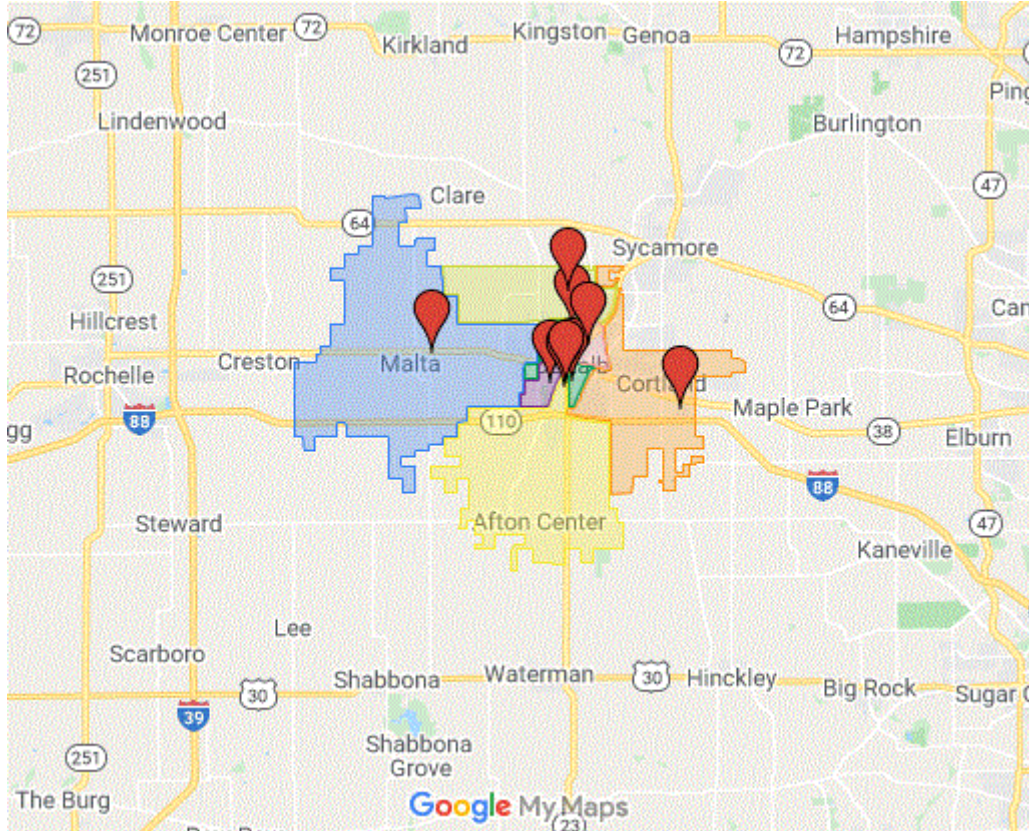 72
Monroe Center
72
Kirkland
Kingston
Genoa
Hampshire
72
251
Ping
Lindenwood
Burlington
47
Clare
64
Sycamore
251
64
Can
Hillcrest
Creston
Malta
Cortland
Rochelle
Maple Park
88
gg
110
38
Elburn
88
Steward
Afton Center
47
Kaneville
Lee
Scarboro
Shabbona
Waterman
30
Hinckley
Big Rock
Sugar
30
39
Shabbona
Grove
251
The Burg
Google My Maps
23